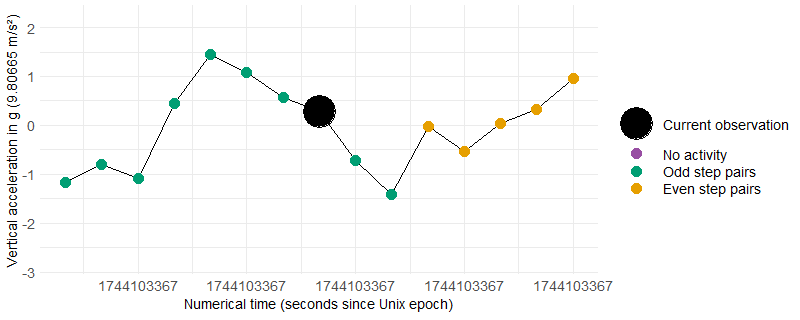 Vertical acceleration in g (9.80665 m/s²)
2
1
0
-1
-2
-3
1744103367 1744103367 1744103367 1744103367 1744103367
Numerical time (seconds since Unix epoch)
Current observation
No activity
Odd step pairs
Even step pairs